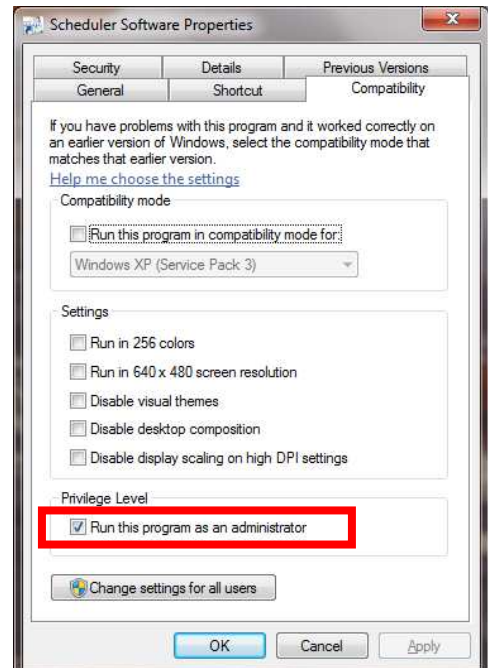 Scheduler Software Properties
Security Details Previous Versions
General Shortcut Compatibility
If you have problems with this program and it worked correctly on
an earlier version of Windows, select the compatibility mode that
matches that earlier version.
Help me choose the settings
Compatibility mode
Run this program in compatibility mode for:
Windows XP (Service Pack 3)
Settings
Run in 256 colors
Run in 640 x 480 screen resolution
Disable visual themes
Disable desktop composition
Disable display scaling on high DPI settings
Privilege Level
Run this program as an administrator
Change settings for all users
OK Cancel Apply